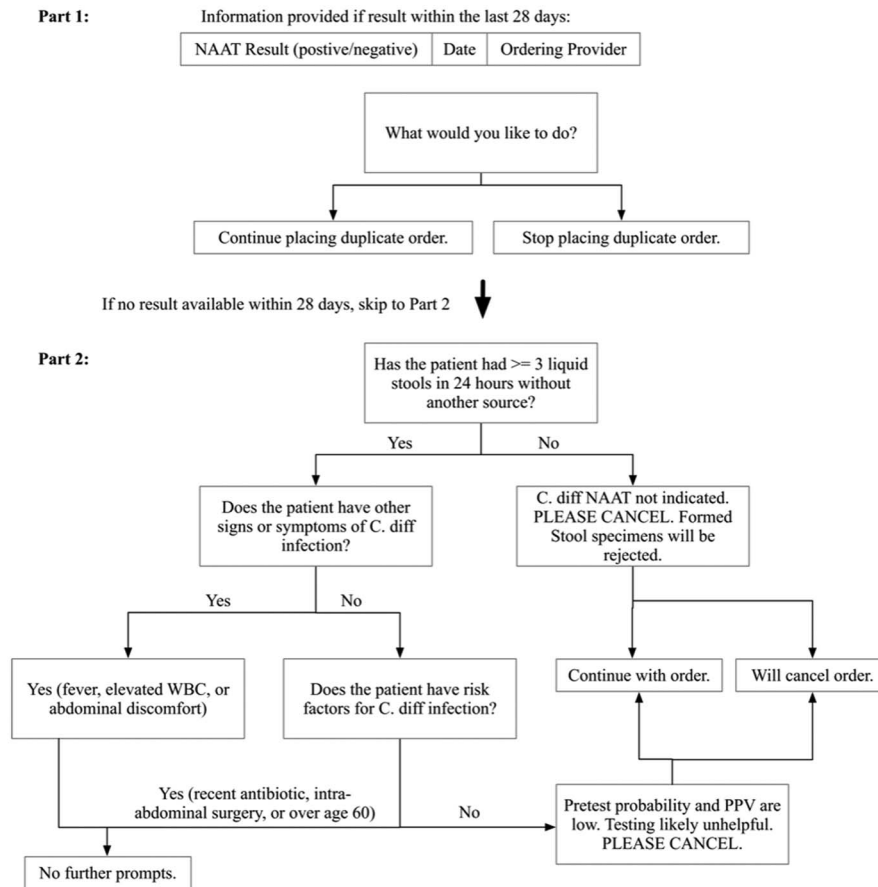 Part 1:
Information provided if result within the last 28 days:
NAAT Result (postive/negative) Date Ordering Provider
What would you like to do?
Continue placing duplicate order.
Stop placing duplicate order.
If no result available within 28 days, skip to Part 2
Part 2:
Has the patient had >= 3 liquid
stools in 24 hours without
another source?
Yes
No
Does the patient have other
signs or symptoms of C. diff
infection?
C. diff NAAT not indicated.
PLEASE CANCEL. Formed
Stool specimens will be
rejected.
Yes
No
Yes (fever, elevated WBC, or
abdominal discomfort)
Does the patient have risk
factors for C. diff infection?
Continue with order.
Will cancel order.
Yes (recent antibiotic, intra-
abdominal surgery, or over age 60)
No
Pretest probability and PPV are
low. Testing likely unhelpful.
PLEASE CANCEL.
No further prompts.